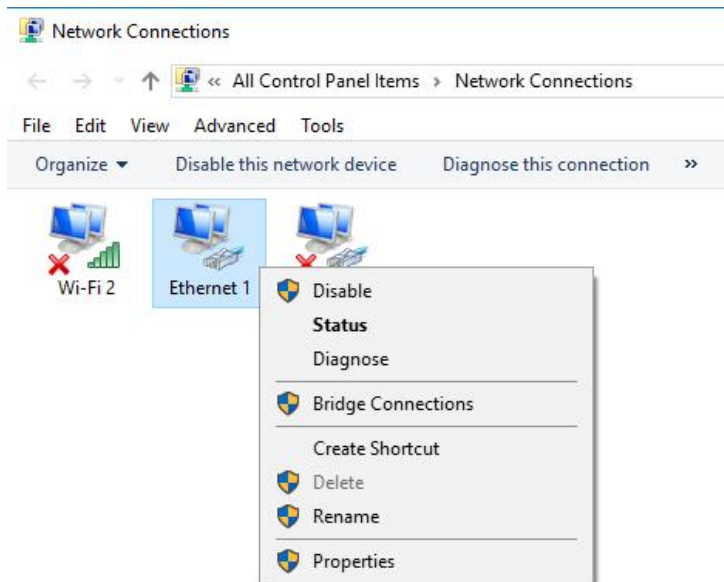 Network Connections
« All Control Panel Items > Network Connections
File Edit View Advanced Tools
Organize Disable this network device Diagnose this connection »
Wi-Fi 2 Ethernet 1
Disable
Status
Diagnose
Bridge Connections
Create Shortcut
Delete
Rename
Properties